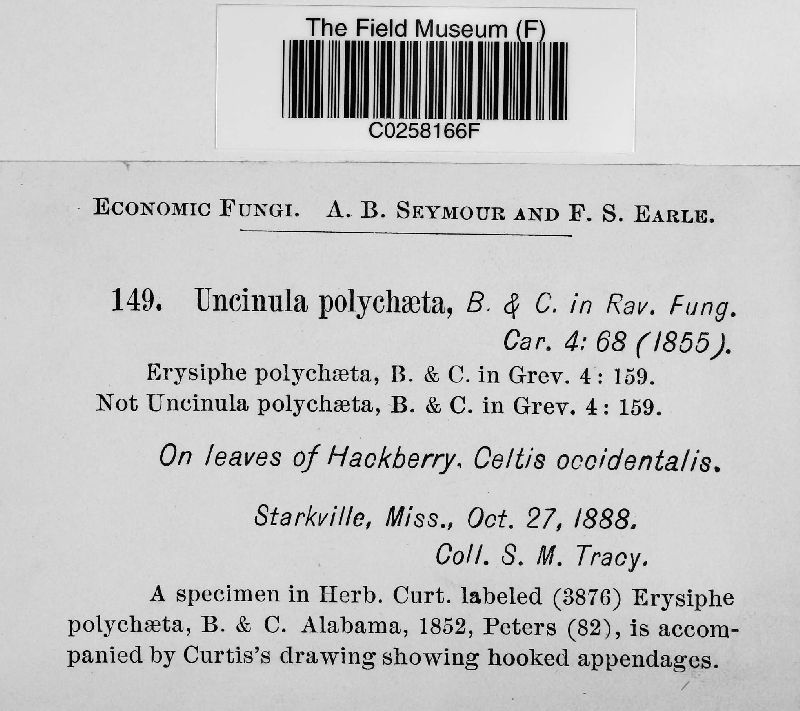 The Field Museum (F)
C0258166F
Economic Fungi. A. B. Seymour and F. S. Earle.
149. Uncinula polychæta, B. & C. in Rav. Fung.
Car. 4: 68 (1855).
Erysiphe polychæta, B. & C. in Grev. 4: 159.
Not Uncinula polychæta, B. & C. in Grev. 4: 159.
On leaves of Hackberry. Celtis occidentalis.
Starkville, Miss., Oct. 27, 1888.
Coll. S. M. Tracy.
A specimen in Herb. Curt. labeled (3876) Erysiphe
polychæta, B. & C. Alabama, 1852, Peters (82), is accom-
panied by Curtis's drawing showing hooked appendages.